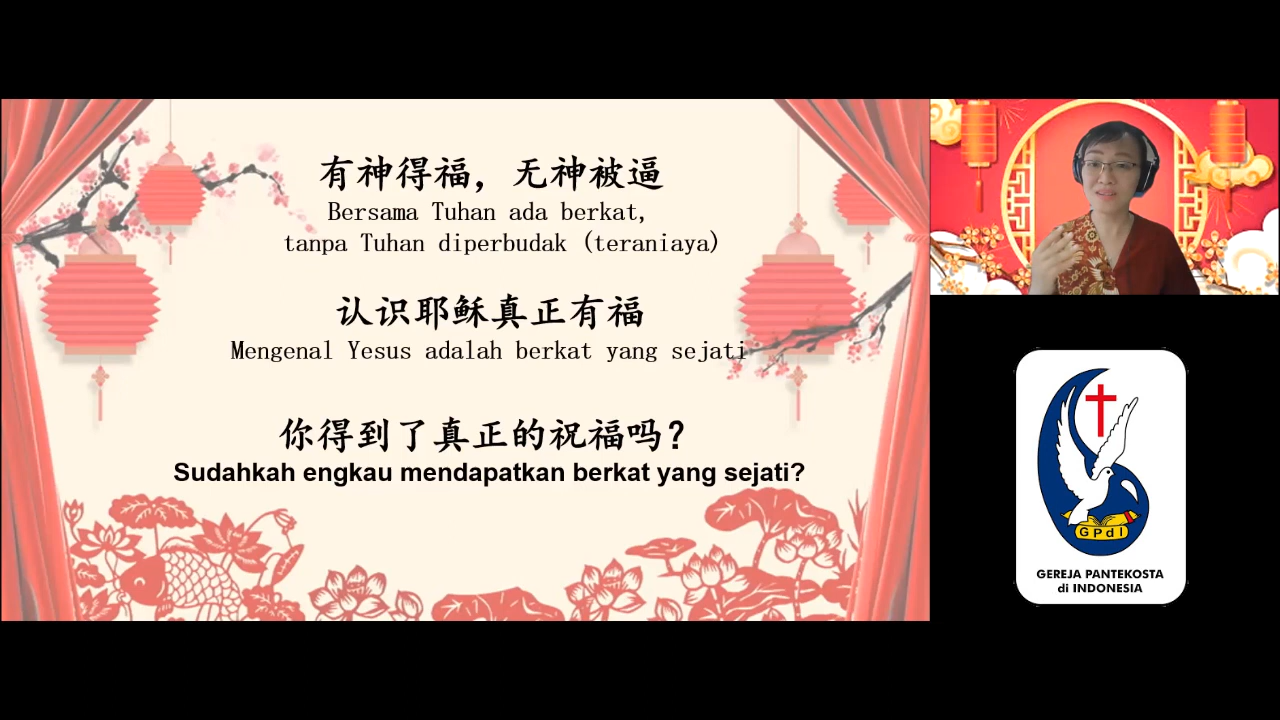 有神得福，无神被逼
Bersama Tuhan ada berkat,
tanpa Tuhan diperbudak (teraniaya)
认识耶稣真正有福
Mengenal Yesus adalah berkat yang sejati
你得到了真正的祝福吗？
Sudahkah engkau mendapatkan berkat yang sejati?
GPdI
GEREJA PANTEKOSTA
di INDONESIA